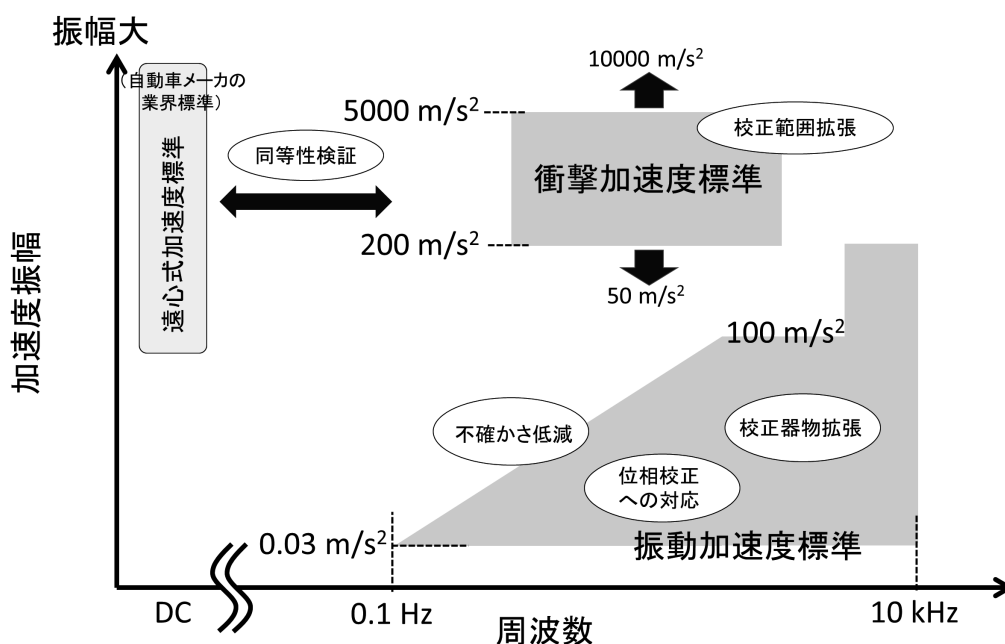 振幅大
（自動車メーカの
業界標準）
遠心式加速度標準
同等性検証
10000 m/s²
5000 m/s²
校正範囲拡張
衝撃加速度標準
200 m/s²
50 m/s²
加速度振幅
100 m/s²
不確かさ低減
校正器物拡張
位相校正
への対応
0.03 m/s²
振動加速度標準
DC
0.1 Hz
10 kHz
周波数